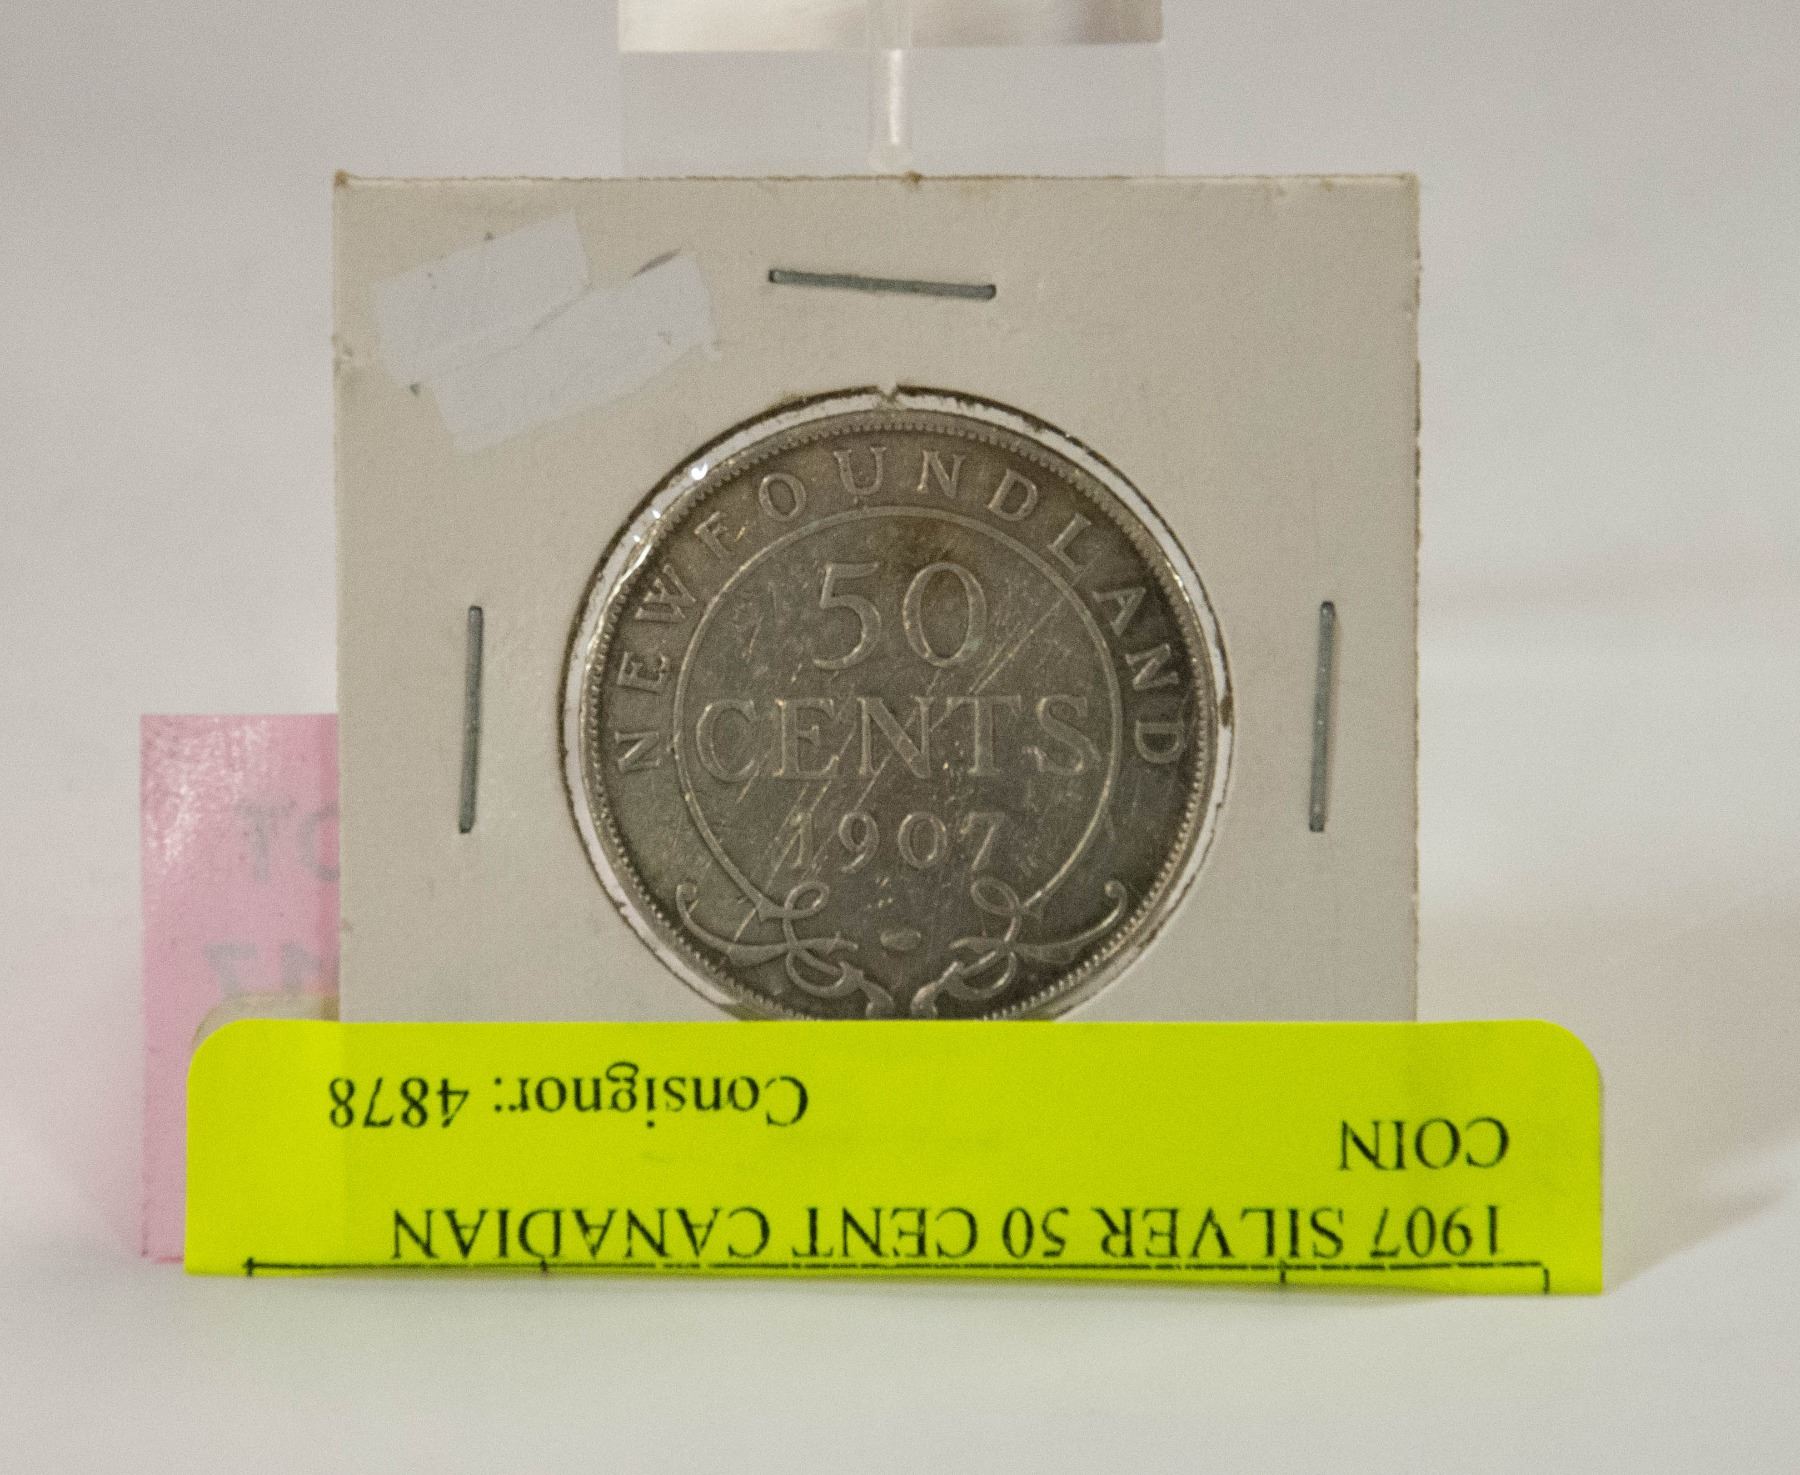 NEWFOUNDLAND
50
CENTS
1907
1907 SILVER 50 CENT CANADIAN
COIN
Consignor: 4878